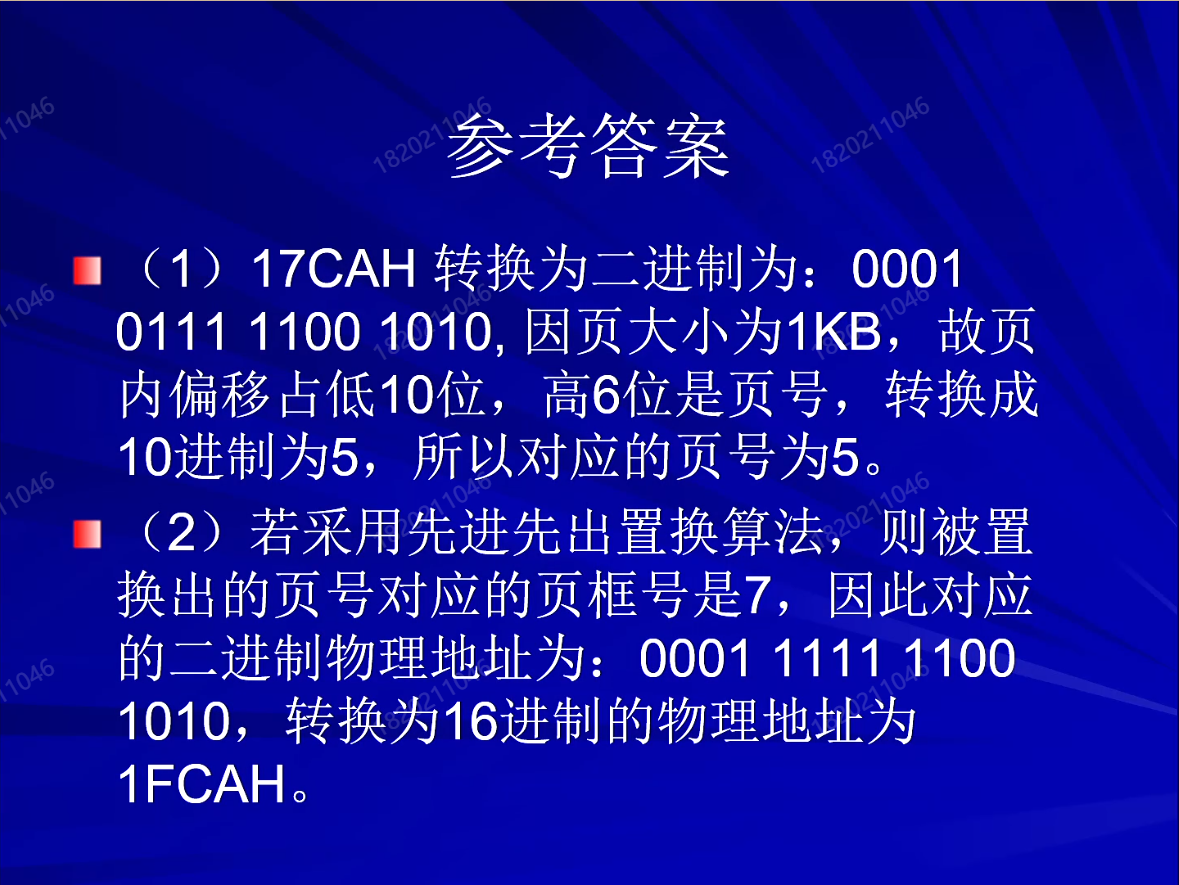 参考答案
（1）17CAH 转换为二进制为：0001
0111 1100 1010, 因页大小为1KB，故页
内偏移占低10位，高6位是页号，转换成
10进制为5，所以对应的页号为5。
（2）若采用先进先出置换算法，则被置
换出的页号对应的页框号是7，因此对应
的二进制物理地址为：0001 1111 1100
1010，转换为16进制的物理地址为
1FCAH。
1820211046
1820211046